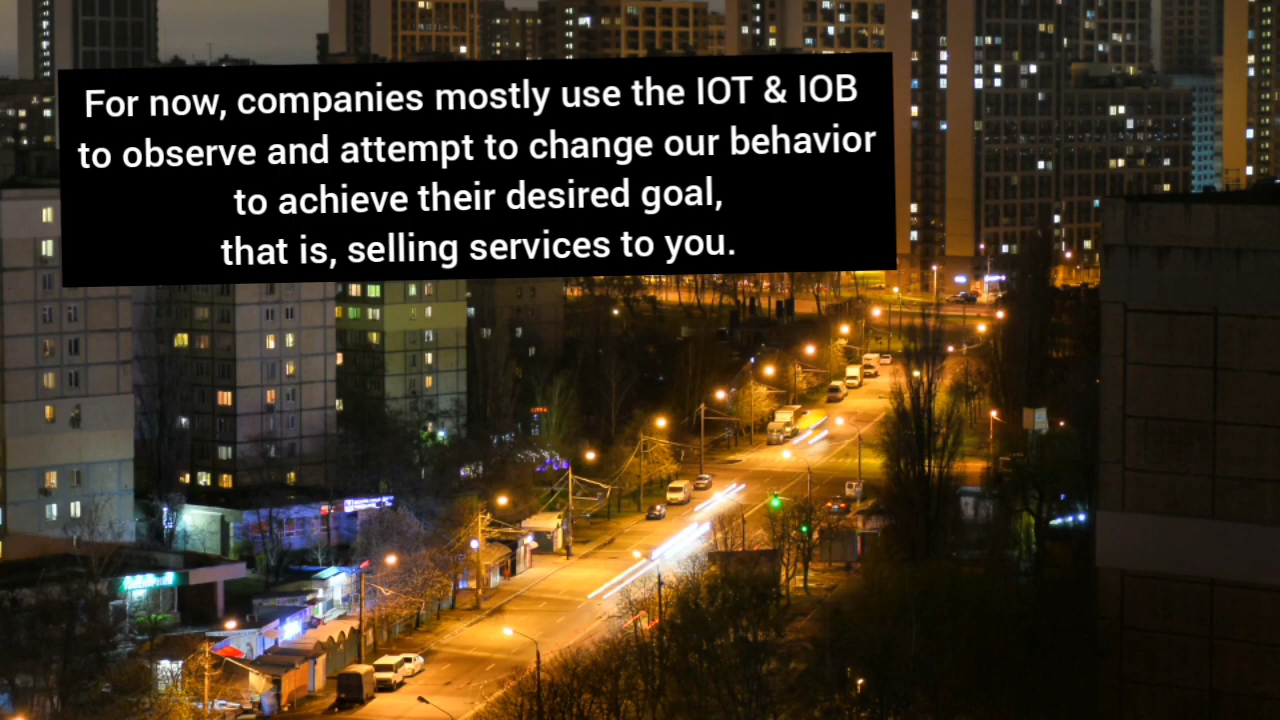 For now, companies mostly use the IOT & IOB
to observe and attempt to change our behavior
to achieve their desired goal,
that is, selling services to you.